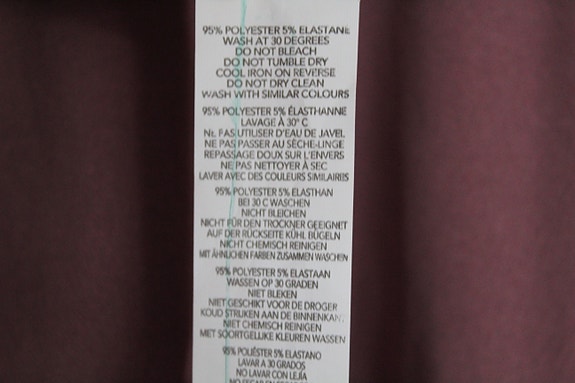 95% POLYESTER 5% ELASTANE
WASH AT 30 DEGREES
DO NOT BLEACH
DO NOT TUMBLE DRY
COOL IRON ON REVERSE
DO NOT DRY CLEAN
WASH WITH SIMILAR COLOURS
95% POLYESTER 5% ÉLASTHANNE
LAVAGE À 30° C
NE PAS UTILISER D'EAU DE JAVEL
NE PAS PASSER AU SÈCHE-LINGE
REPASSAGE DOUX SUR L'ENVERS
NE PAS NETTOYER À SEC
LAVER AVEC DES COULEURS SIMILAIRES
95% POLYESTER 5% ELASTHAN
BEI 30 C WASCHEN
NICHT BLEICHEN
NICHT FÜR DEN TROCKNER GEEIGNET
AUF DER RÜCKSEITE KÜHL BÜGELN
NICHT CHEMISCH REINIGEN
MIT ÄHNLICHEN FARBEN ZUSAMMEN WASCHEN
95% POLYESTER 5% ELASTAAN
WASSEN OP 30 GRADEN
NIET BLEKEN
NIET GESCHIKT VOOR DE DROGER
KOUD STRIJKEN AAN DE BINNENKAN
NIET CHEMISCH REINIGEN
MET SOORTGELIJKE KLEUREN WASSEN
95% POLIÉSTER 5% ELASTANO
LAVAR A 30 GRADOS
NO LAVAR CON LEJÍA